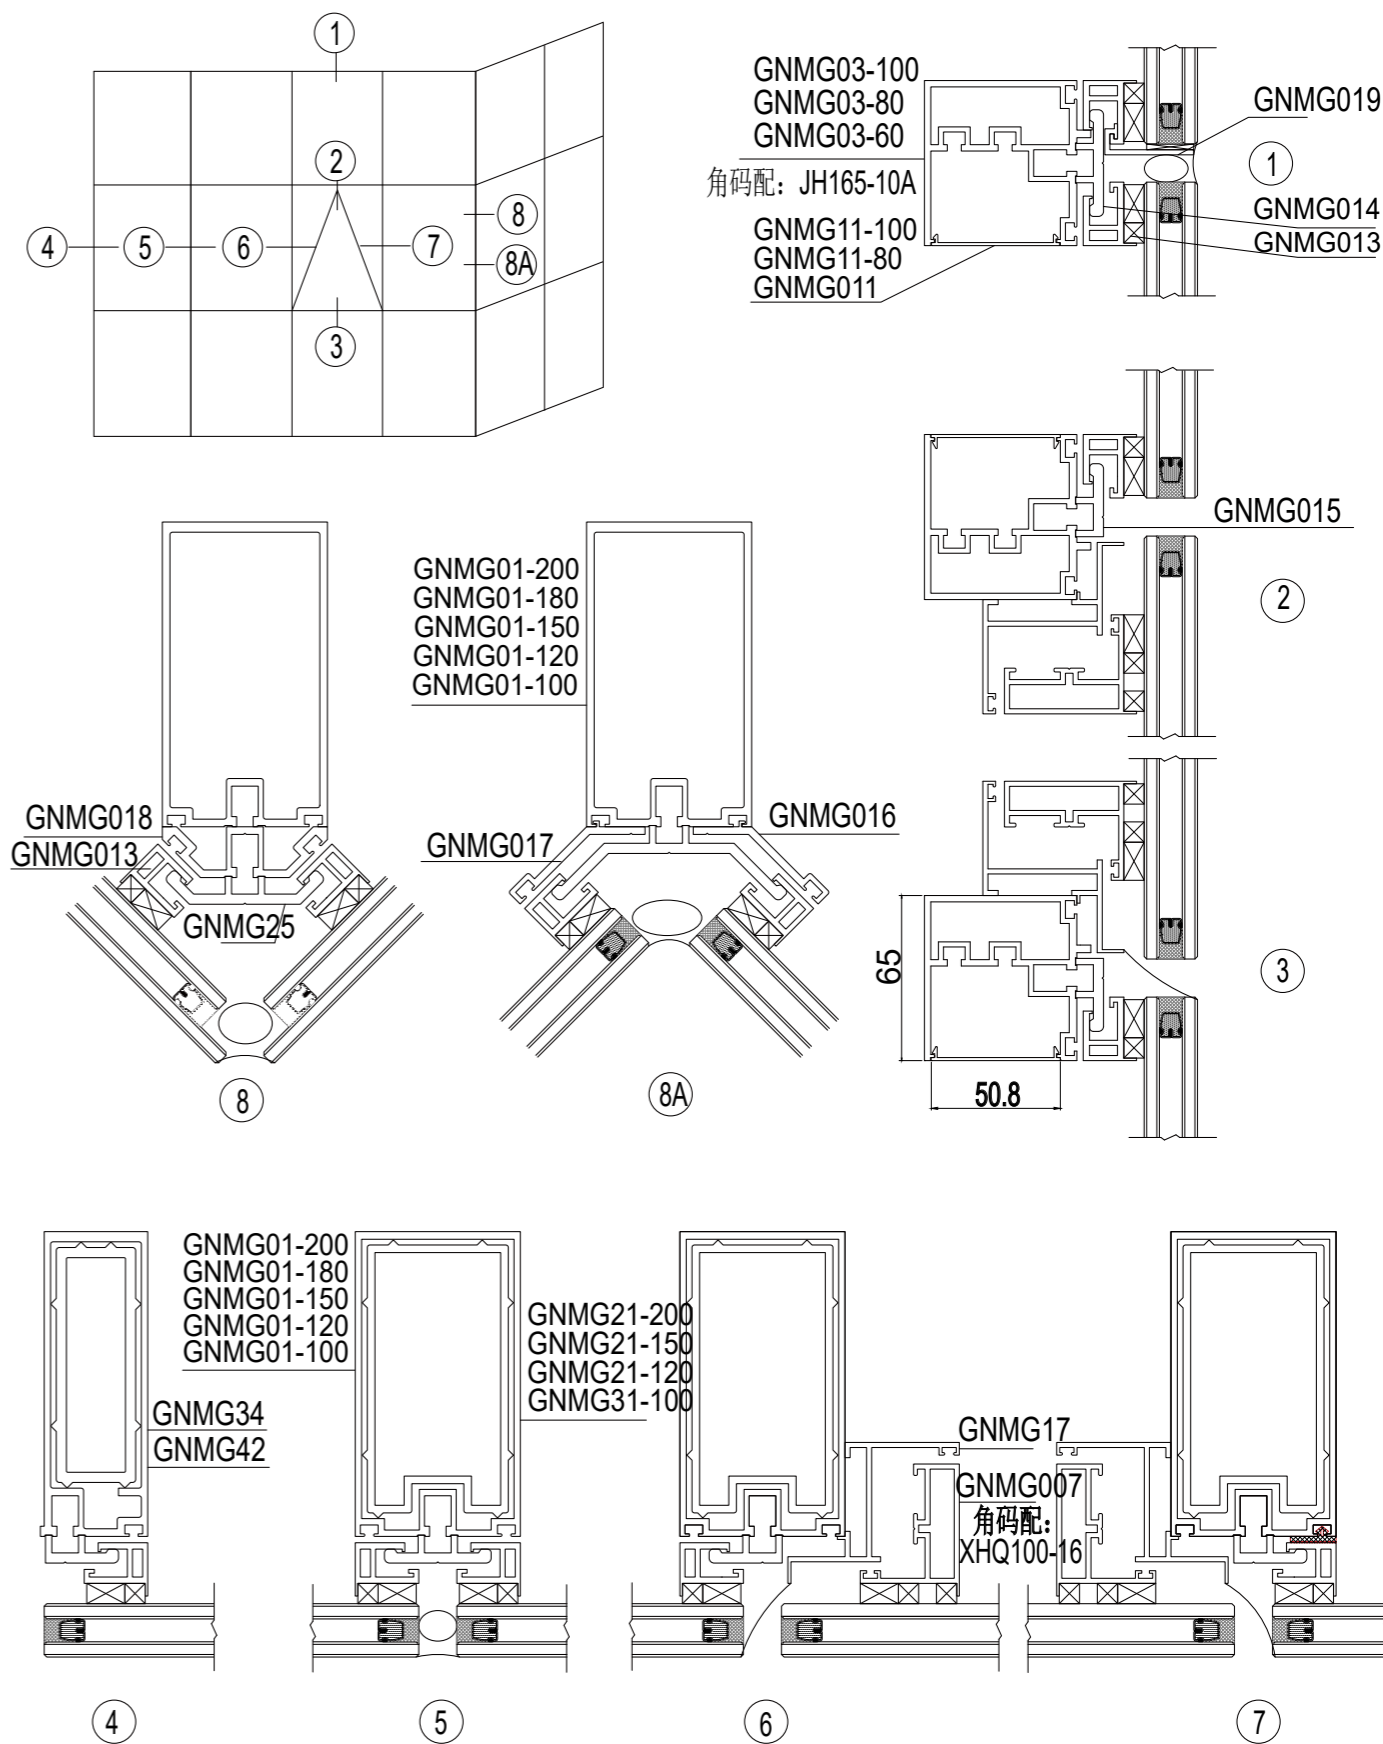 1
2
8
4
5
6
7
8A
3
GNMG03-100
GNMG03-80
GNMG03-60
角码配：JH165-10A
GNMG11-100
GNMG11-80
GNMG011
GNMG019
1
GNMG014
GNMG013
GNMG015
2
GNMG01-200
GNMG01-180
GNMG01-150
GNMG01-120
GNMG01-100
GNMG018
GNMG013
GNMG25
8
GNMG017
GNMG016
8A
65
50.8
3
GNMG01-200
GNMG01-180
GNMG01-150
GNMG01-120
GNMG01-100
GNMG34
GNMG42
GNMG21-200
GNMG21-150
GNMG21-120
GNMG31-100
GNMG17
GNMG007
角码配：
XHQ100-16
4
5
6
7